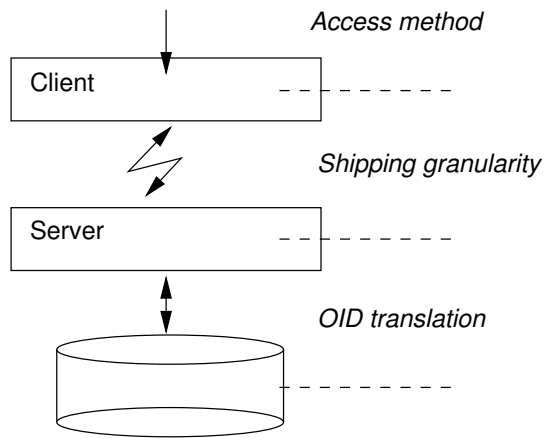 Access method
Client
Shipping granularity
Server
OID translation